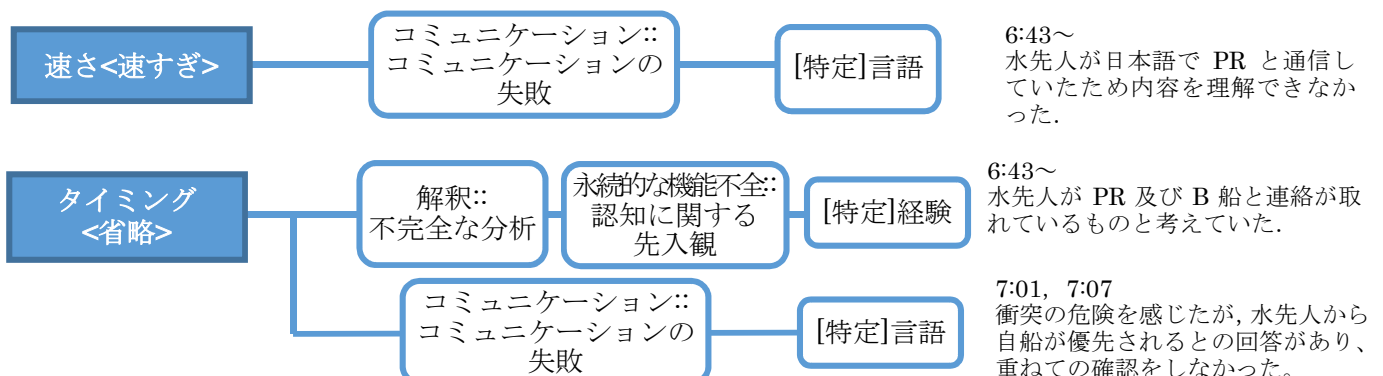 速さ<速すぎ>
コミュニケーション::
コミュニケーションの
失敗
[特定]言語
6:43～
水先人が日本語で PR と通信し
ていたため内容を理解できなか
った.
タイミング
<省略>
解釈::
不完全な分析
永続的な機能不全::
認知に関する
先入観
[特定]経験
6:43～
水先人が PR 及び B 船と連絡が取
れているものと考えていた.
コミュニケーション::
コミュニケーションの
失敗
[特定]言語
7:01, 7:07
衝突の危険を感じたが, 水先人から
自船が優先されるとの回答があり、
重ねての確認をしなかった。